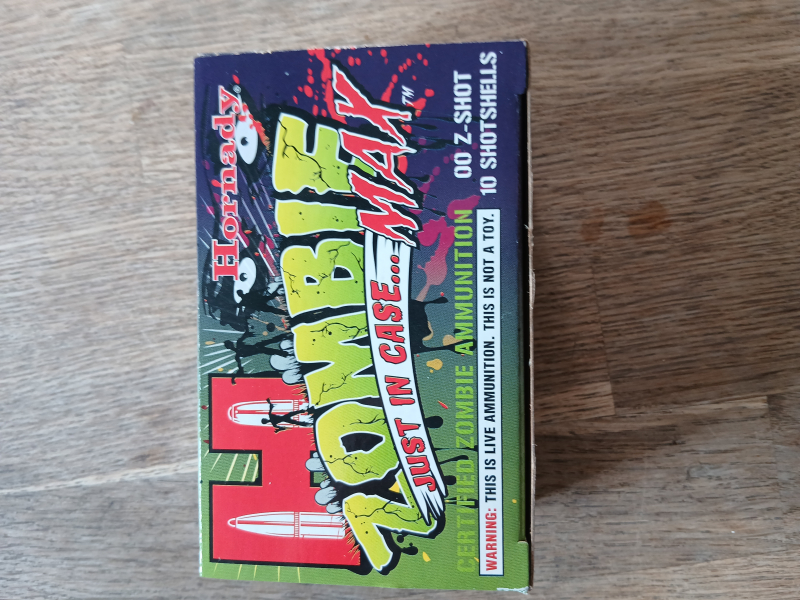 Hornady®
ZOMBIE
MAX™
JUST IN CASE...
00 Z-SHOT
10 SHOTSHELLS
CERTIFIED ZOMBIE AMMUNITION
WARNING: THIS IS LIVE AMMUNITION. THIS IS NOT A TOY.